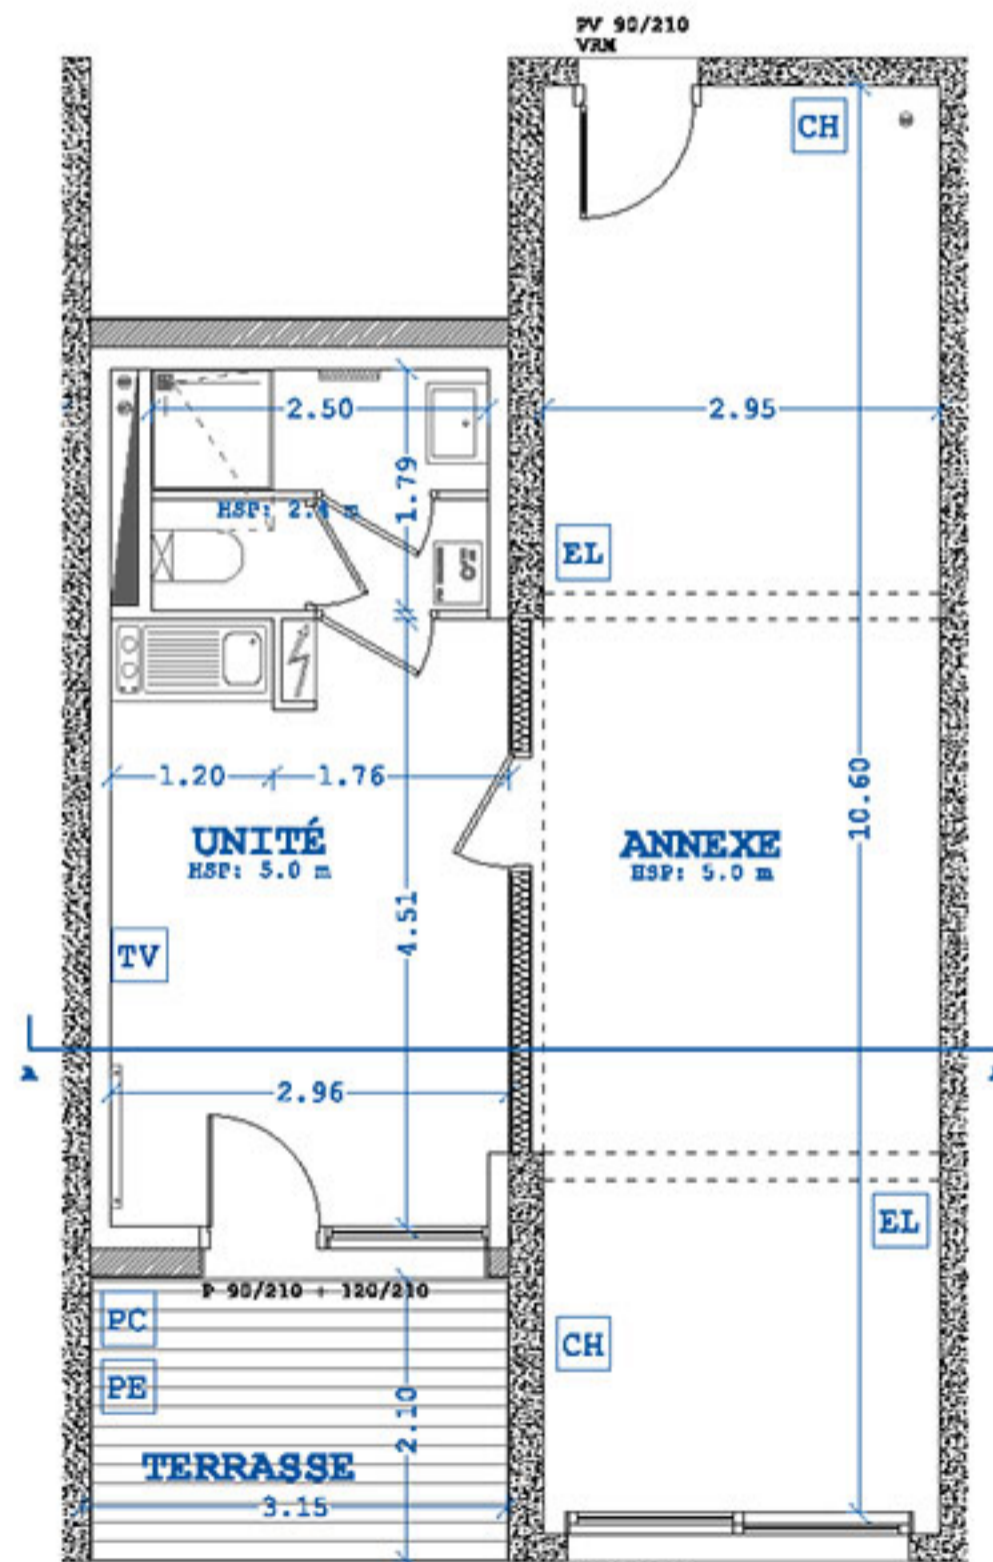 PV 90/210
VRM
CH
2.50
2.95
1.79
HSP: 2.4 m
EL
1.20
1.76
10.60
UNITÉ
HSP: 5.0 m
ANNEXE
HSP: 5.0 m
4.51
TV
A
2.96
EL
P 90/210 + 120/210
PC
CH
PE
2.10
TERRASSE
3.15